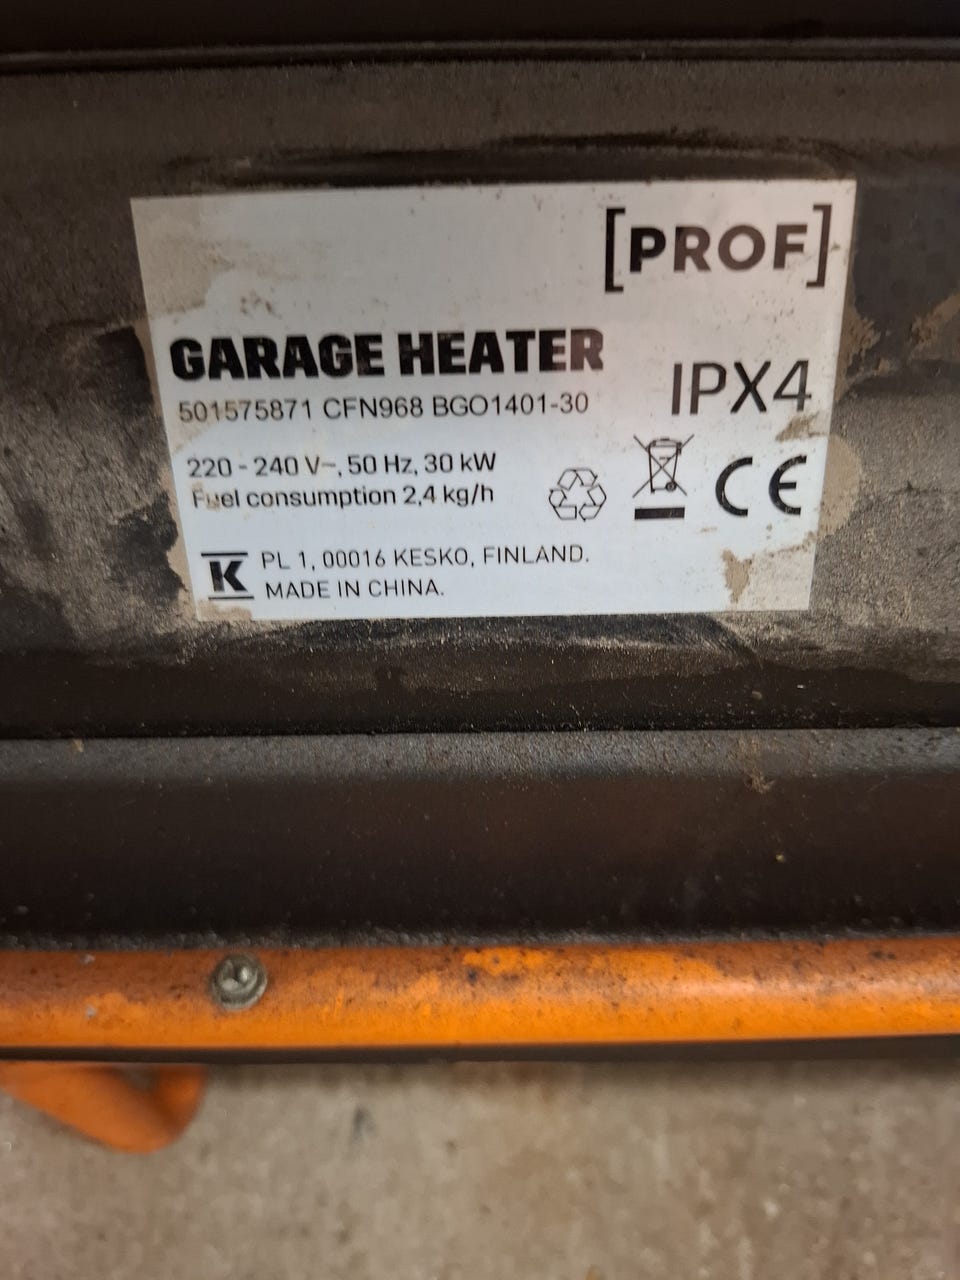 [PROF]
GARAGE HEATER
501575871 CFN968 BGO1401-30
IPX4
220 - 240 V~, 50 Hz, 30 kW
Fuel consumption 2,4 kg/h
CE
K
PL 1, 00016 KESKO, FINLAND.
MADE IN CHINA.